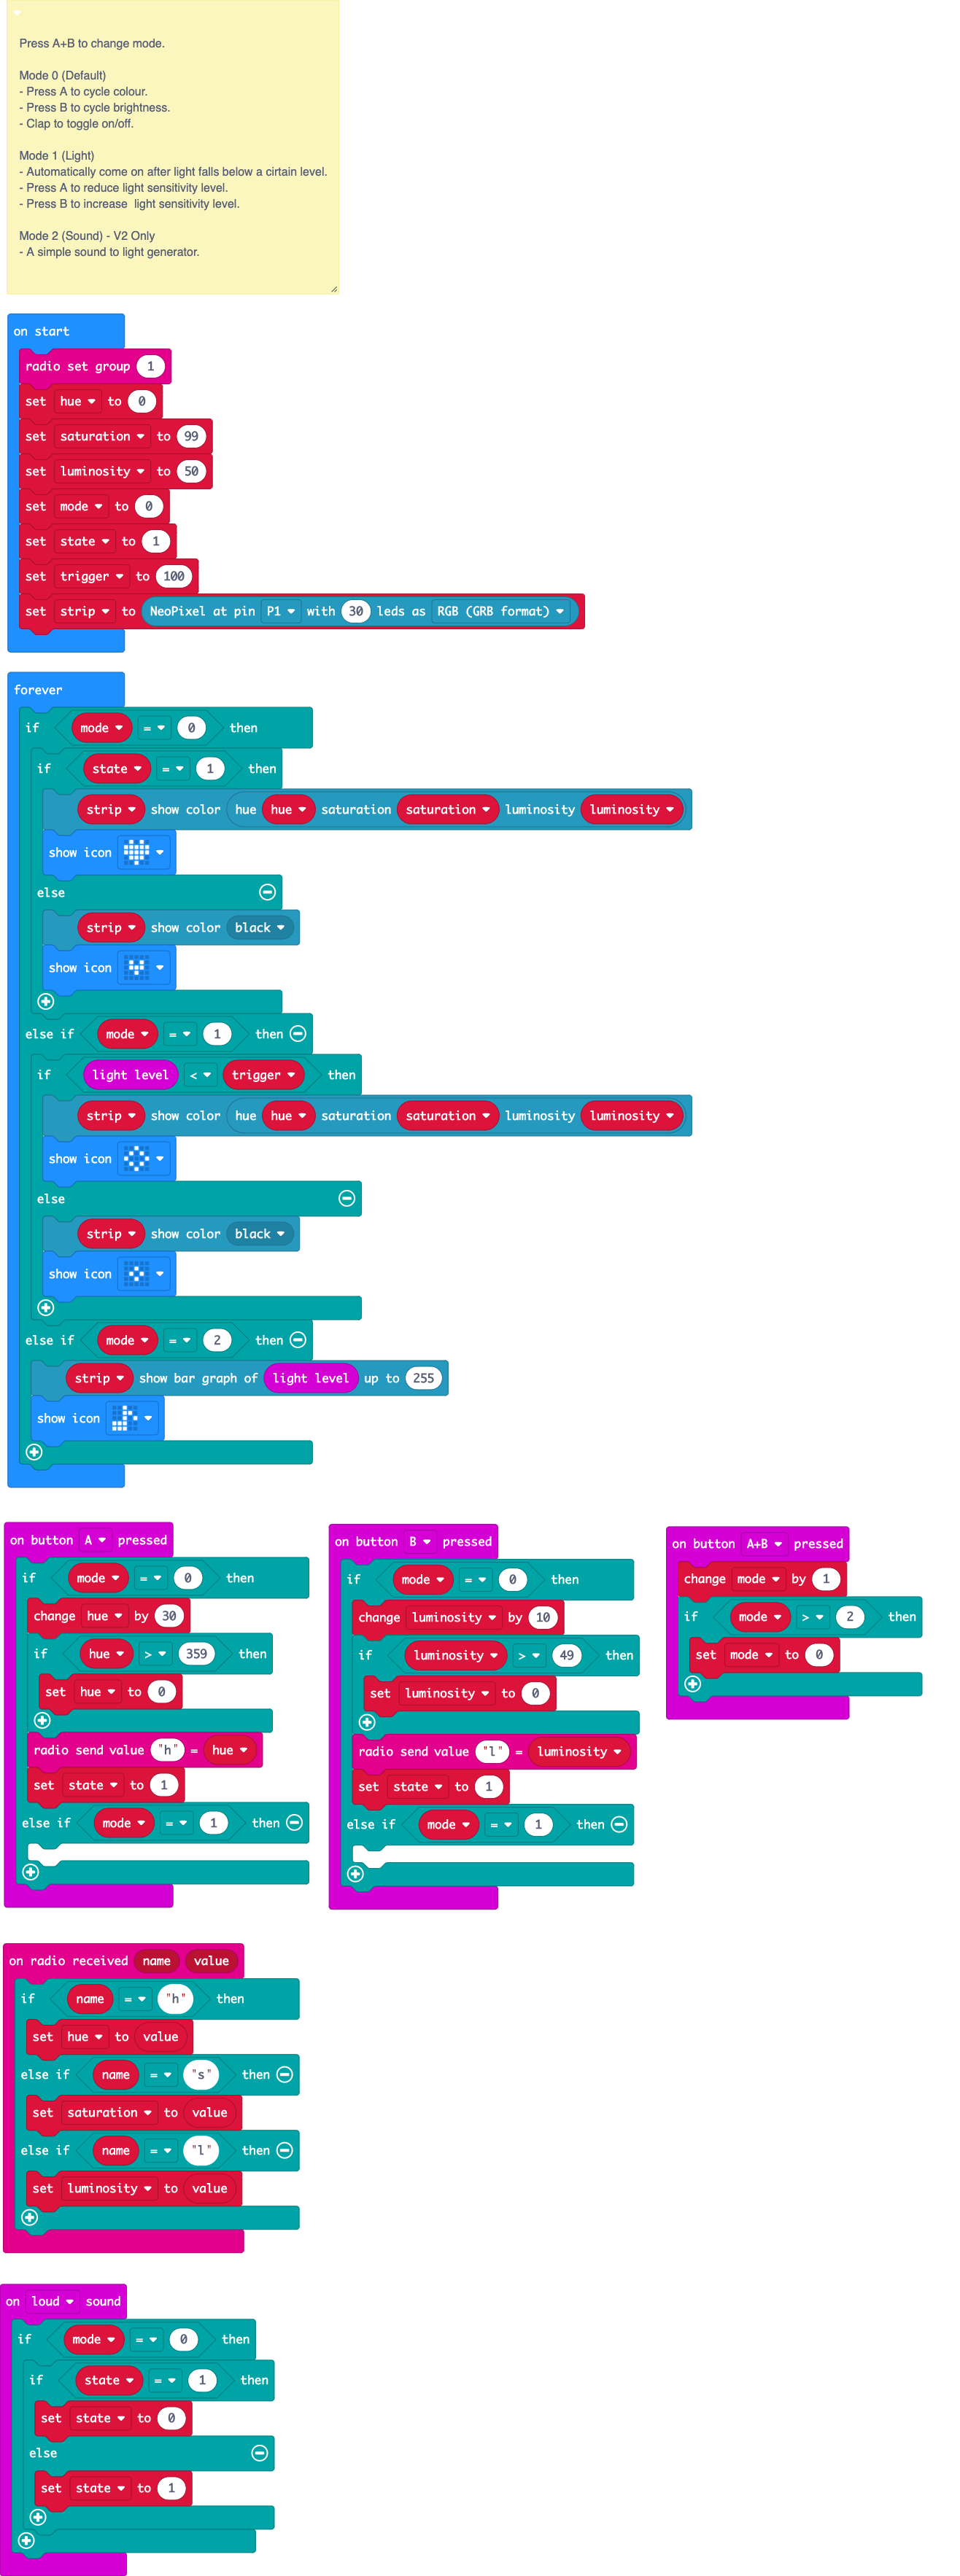 Press A+B to change mode.
Mode 0 (Default)
- Press A to cycle colour.
- Press B to cycle brightness.
- Clap to toggle on/off.
Mode 1 (Light)
- Automatically come on after light falls below a cirtain level.
- Press A to reduce light sensitivity level.
- Press B to increase  light sensitivity level.
Mode 2 (Sound) - V2 Only
- A simple sound to light generator.
on start
radio set group 1
set hue to 0
set saturation to 99
set luminosity to 50
set mode to 0
set state to 1
set trigger to 100
set strip to NeoPixel at pin P1 with 30 leds as RGB (GRB format)
forever
if mode = 0 then
if state = 1 then
strip show color hue hue saturation saturation luminosity luminosity
show icon
else
strip show color black
show icon
else if mode = 1 then
if light level < trigger then
strip show color hue hue saturation saturation luminosity luminosity
show icon
else
strip show color black
show icon
else if mode = 2 then
strip show bar graph of light level up to 255
show icon
on button A pressed
if mode = 0 then
change hue by 30
if hue > 359 then
set hue to 0
radio send value "h" = hue
set state to 1
else if mode = 1 then
on button B pressed
if mode = 0 then
change luminosity by 10
if luminosity > 49 then
set luminosity to 0
radio send value "l" = luminosity
set state to 1
else if mode = 1 then
on button A+B pressed
change mode by 1
if mode > 2 then
set mode to 0
on radio received name value
if name = "h" then
set hue to value
else if name = "s" then
set saturation to value
else if name = "l" then
set luminosity to value
on loud sound
if mode = 0 then
if state = 1 then
set state to 0
else
set state to 1